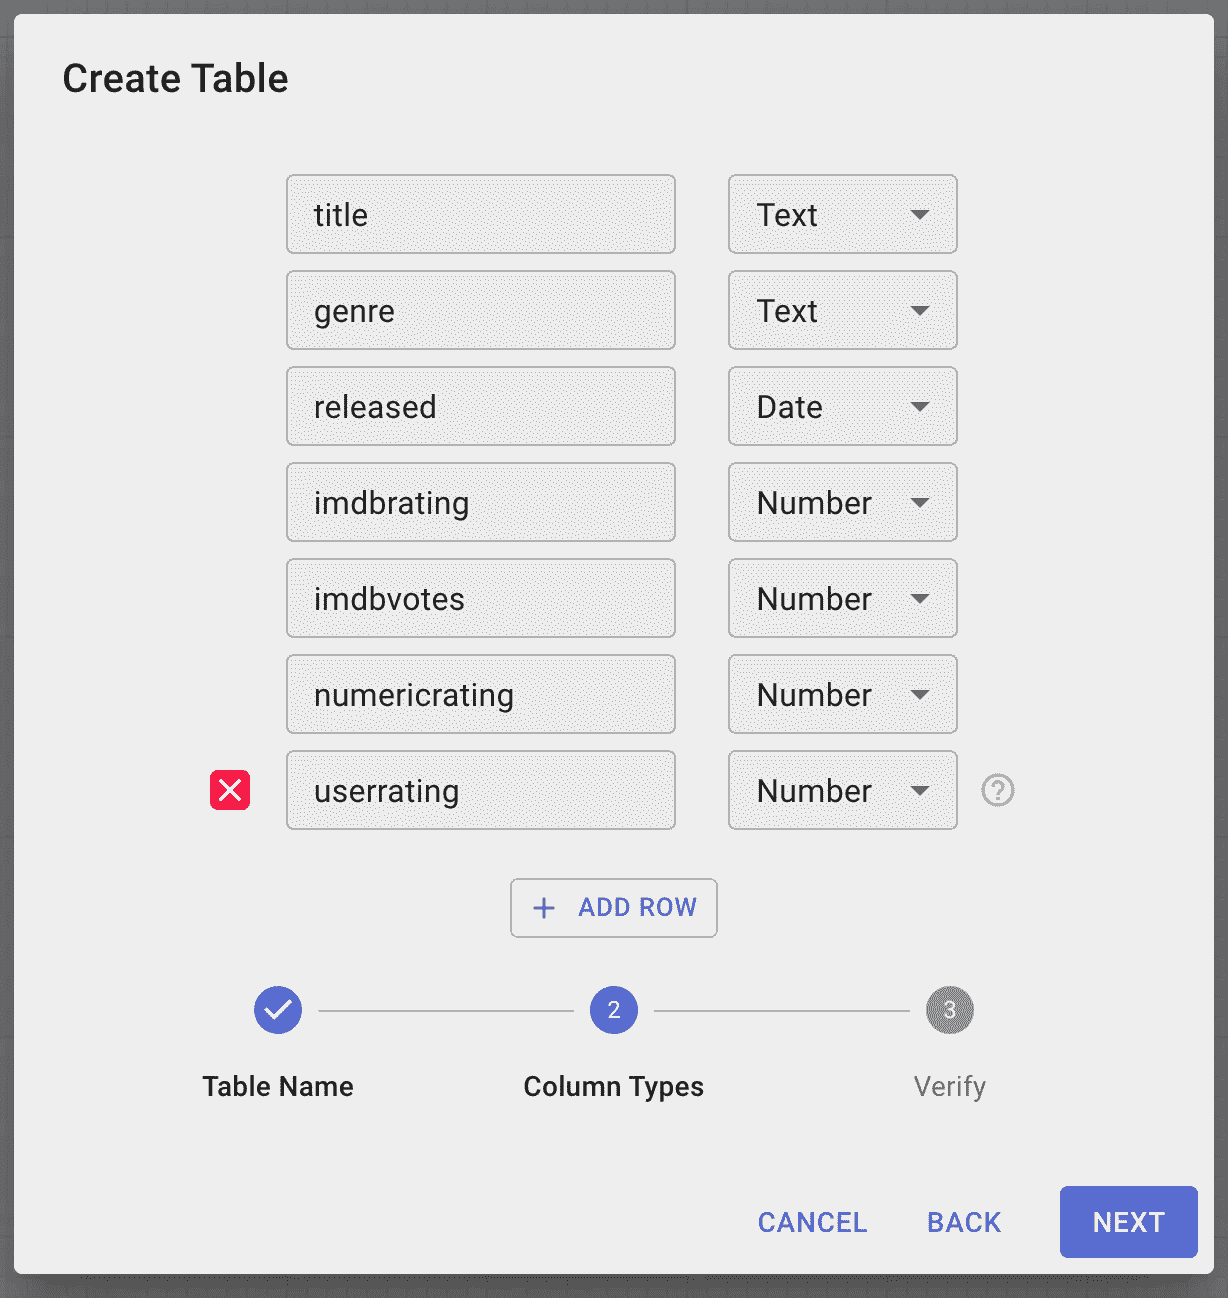 Create Table
title Text
genre Text
released Date
imdbrating Number
imdbvotes Number
numericrating Number
userrating Number ?
+ ADD ROW
2 3
Table Name Column Types Verify
CANCEL BACK NEXT